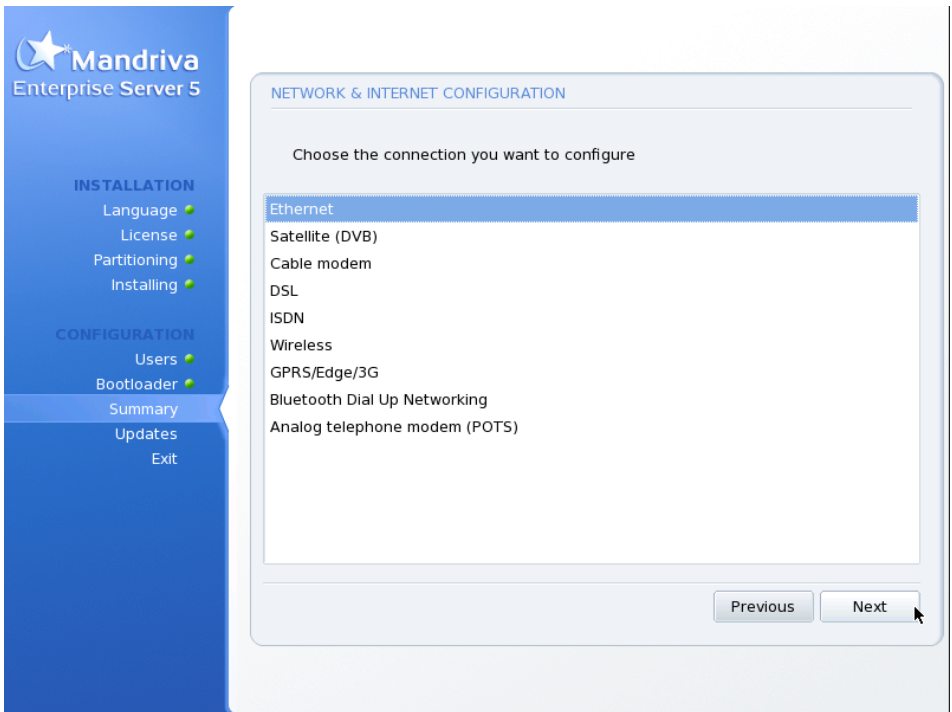 Mandriva
Enterprise Server 5
INSTALLATION
Language
License
Partitioning
Installing
CONFIGURATION
Users
Bootloader
Summary
Updates
Exit
NETWORK & INTERNET CONFIGURATION
Choose the connection you want to configure
Ethernet
Satellite (DVB)
Cable modem
DSL
ISDN
Wireless
GPRS/Edge/3G
Bluetooth Dial Up Networking
Analog telephone modem (POTS)
Previous
Next